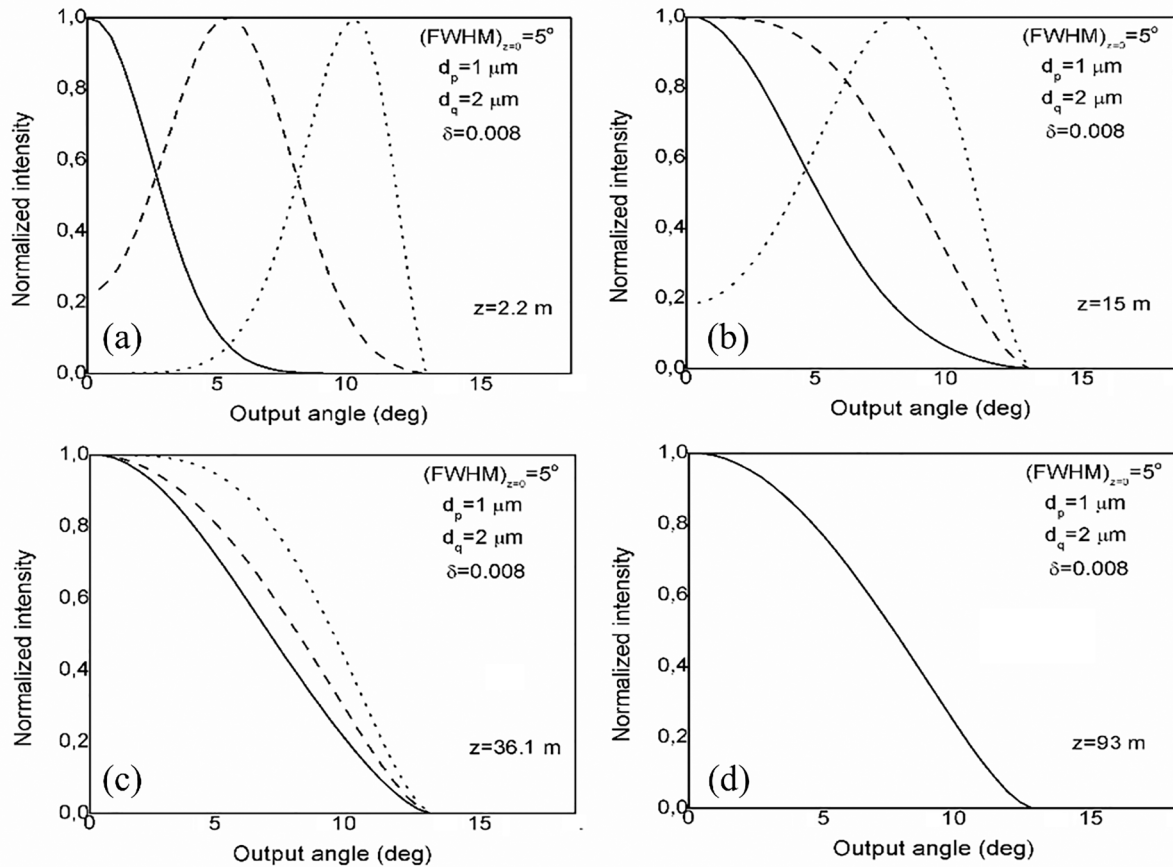 1,0
0,8
0,6
0,4
0,2
0,0
Normalized intensity
(FWHM)z=0=5°
dp=1 μm
dq=2 μm
δ=0.008
z=2.2 m
(a)
0 5 10 15
Output angle (deg)
1,0
0,8
0,6
0,4
0,2
0,0
Normalized intensity
(FWHM)z=0=5°
dp=1 μm
dq=2 μm
δ=0.008
z=15 m
(b)
0 5 10 15
Output angle (deg)
1,0
0,8
0,6
0,4
0,2
0,0
Normalized intensity
(FWHM)z=0=5°
dp=1 μm
dq=2 μm
δ=0.008
z=36.1 m
(c)
0 5 10 15
Output angle (deg)
1,0
0,8
0,6
0,4
0,2
0,0
Normalized intensity
(FWHM)z=0=5°
dp=1 μm
dq=2 μm
δ=0.008
z=93 m
(d)
0 5 10 15
Output angle (deg)